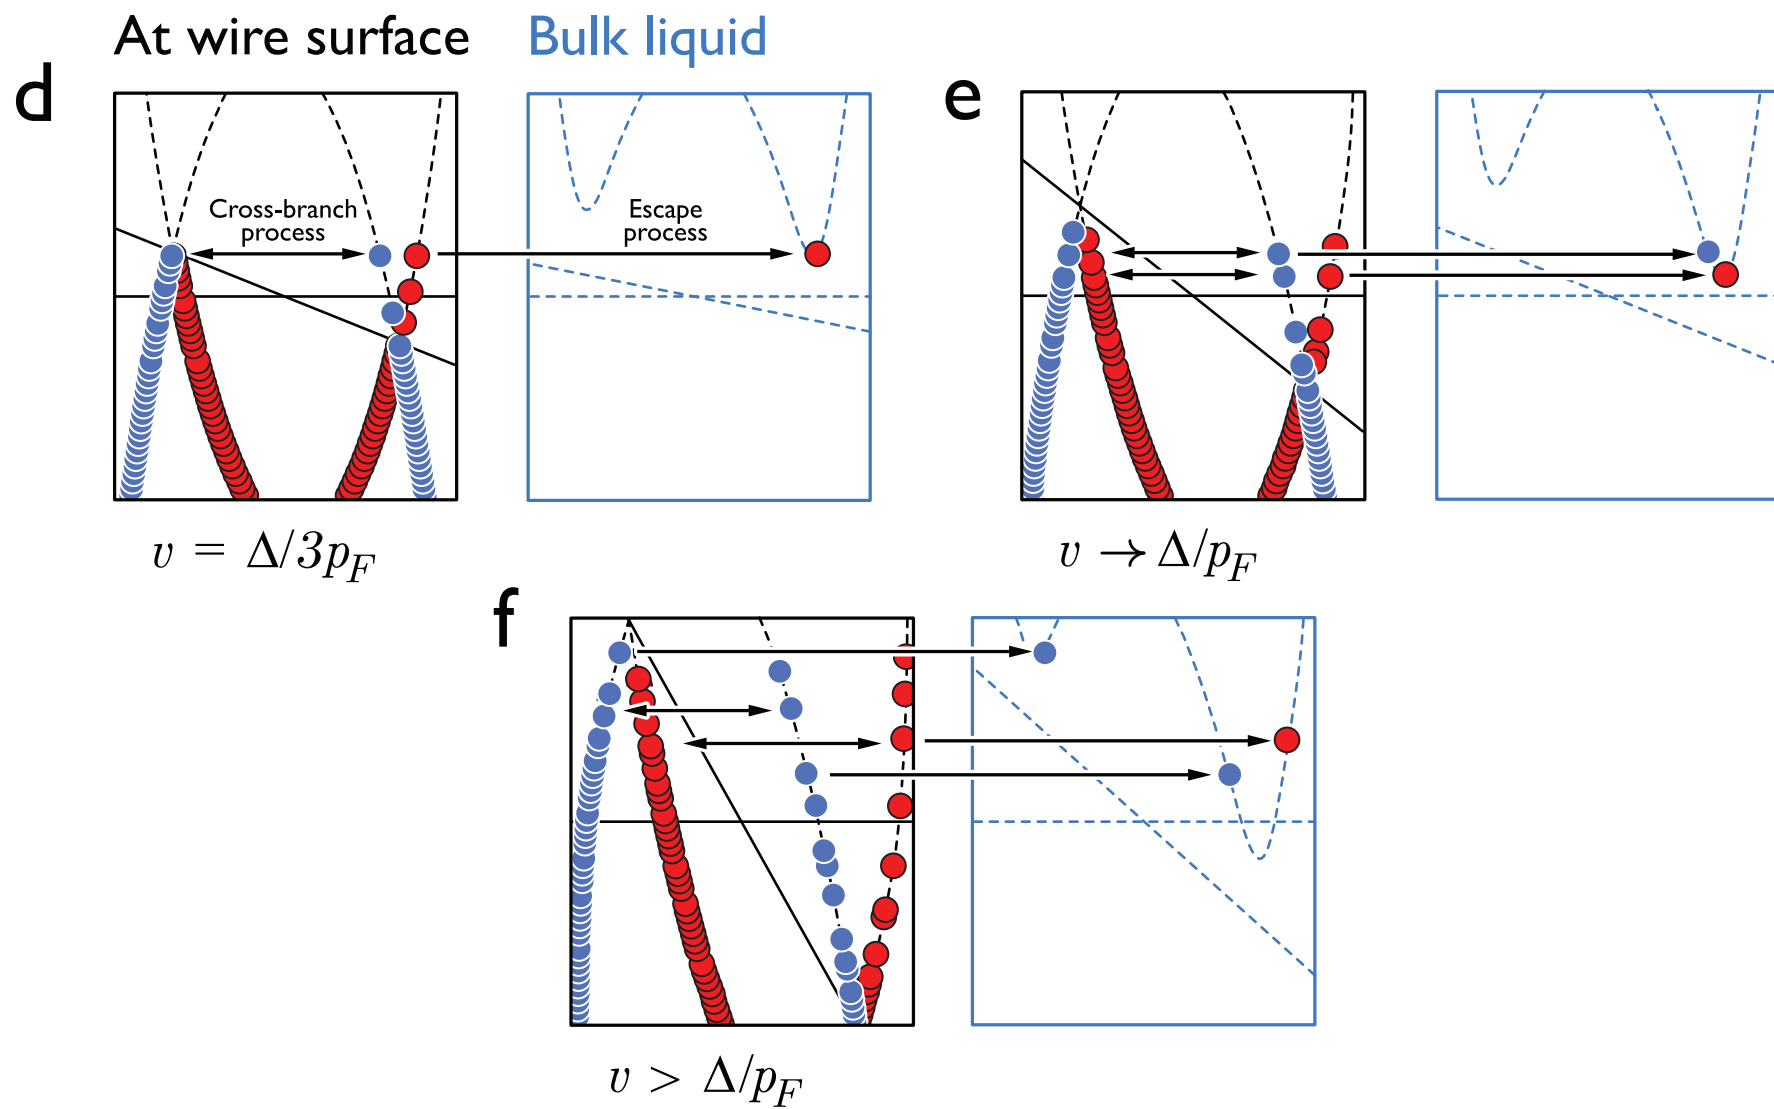 At wire surface
Bulk liquid
d
e
Cross-branch
process
Escape
process
v = Δ/3p_F
v → Δ/p_F
f
v > Δ/p_F